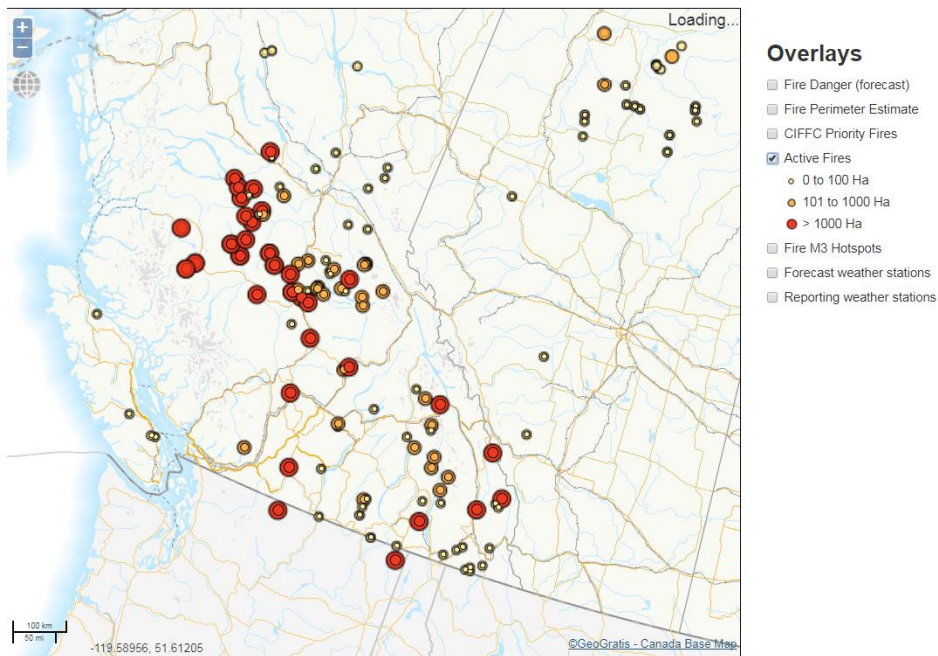 +
−
Loading...
Overlays
Fire Danger (forecast)
Fire Perimeter Estimate
CIFFC Priority Fires
Active Fires
0 to 100 Ha
101 to 1000 Ha
> 1000 Ha
Fire M3 Hotspots
Forecast weather stations
Reporting weather stations
100 km
50 mi
-119.58956, 51.61205
©GeoGratis - Canada Base Map